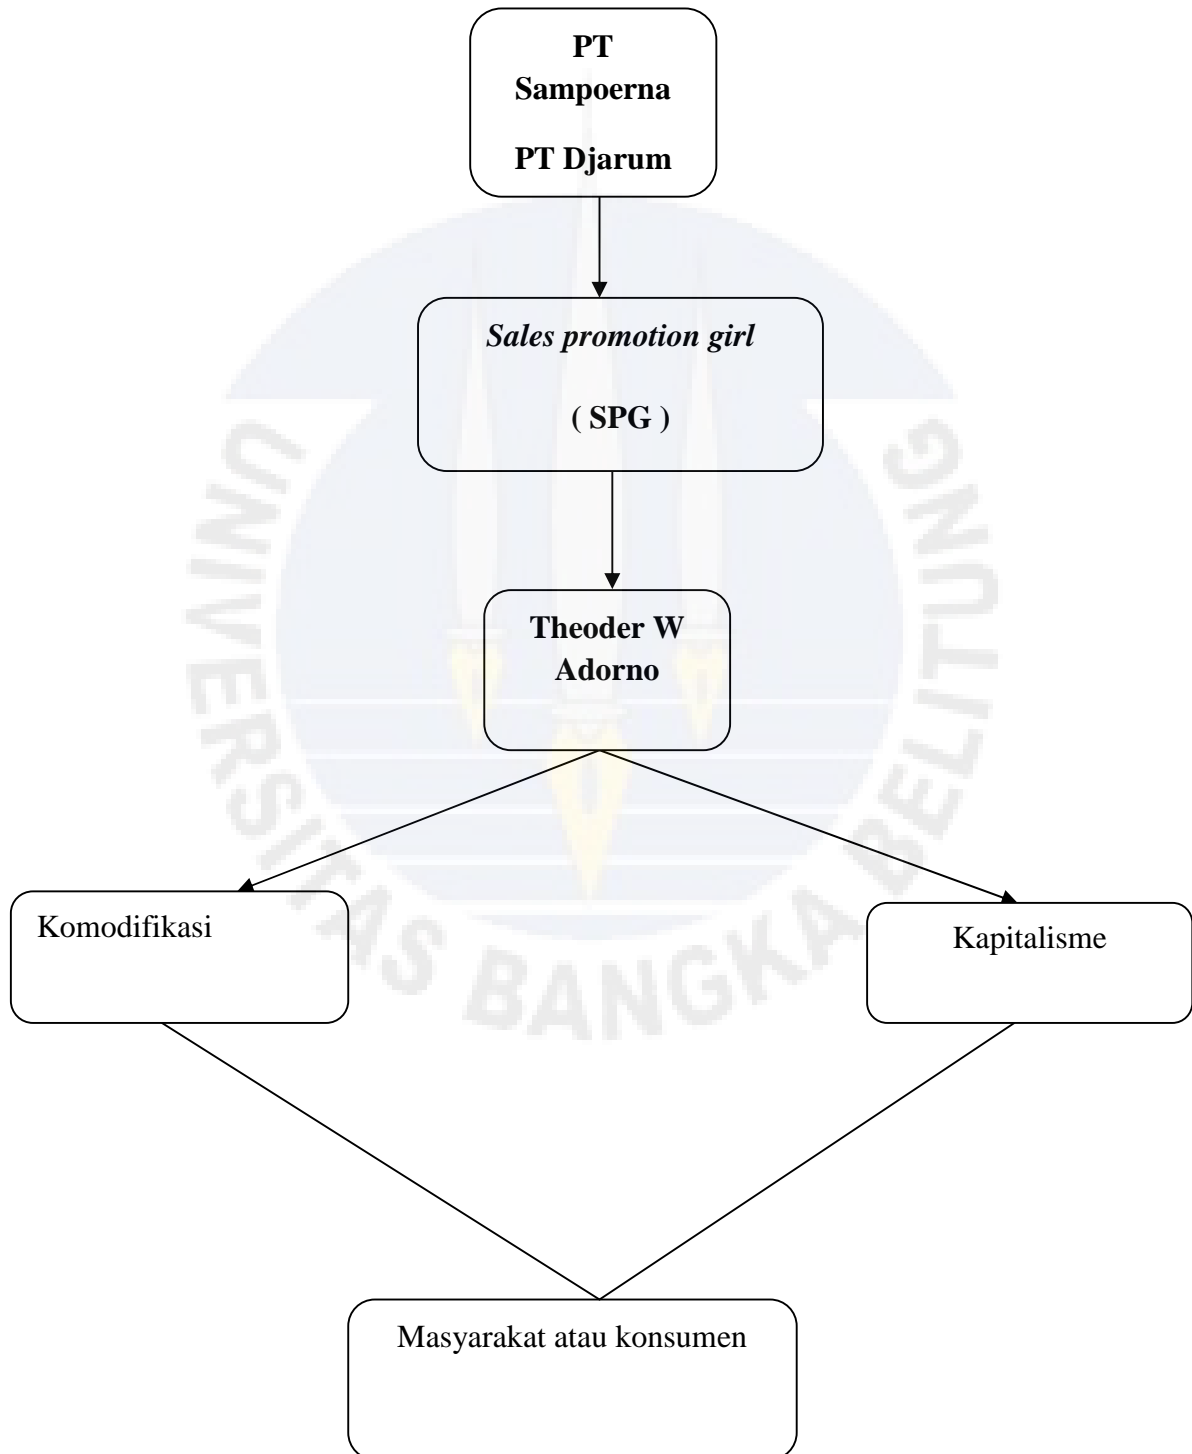 PT
Sampoerna
PT Djarum
Sales promotion girl
( SPG )
Theoder W
Adorno
Komodifikasi
Kapitalisme
Masyarakat atau konsumen
UNIVERSITAS BANGKA BELITUNG